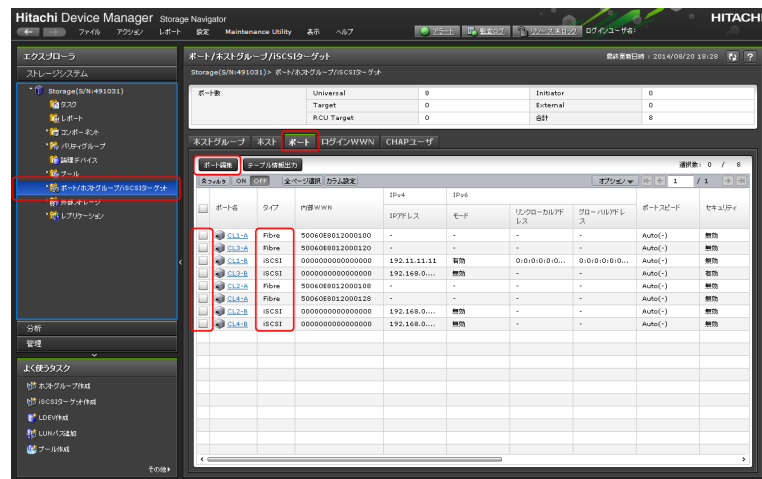 Hitachi Device Manager Storage Navigator
HITACHI
ファイル アクション レポート 設定 Maintenance Utility 表示 ヘルプ
アラート 監査ログ リソースロック ログインユーザ名:
エクスプローラ
ストレージシステム
Storage(S/N:491031)
タスク
レポート
コンポーネント
パリティグループ
論理デバイス
プール
ポート/ホストグループ/iSCSIターゲット
外部ストレージ
レプリケーション
分析
管理
よく使うタスク
ホストグループ作成
iSCSIターゲット作成
LDEV作成
LUNパス追加
プール作成
その他
ポート/ホストグループ/iSCSIターゲット
最終更新日時 : 2014/08/20 18:28
Storage(S/N:491031)> ポート/ホストグループ/iSCSIターゲット
ポート数 Universal 8 Initiator 0
Target 0 External 0
RCU Target 0 合計 8
ホストグループ ホスト ポート ログインWWN CHAPユーザ
ポート編集 テーブル情報出力 選択数: 0 / 8
フィルタ ON OFF 全ページ選択 カラム設定 オプション 1 / 1
IPv4 IPv6
ポート名 タイプ 内部WWN IPアドレス モード リンクローカルアドレス グローバルアドレス ポートスピード セキュリティ
CL1-A Fibre 50060E8012000100 - - - - Auto(-) 無効
CL3-A Fibre 50060E8012000120 - - - - Auto(-) 無効
CL1-B iSCSI 0000000000000000 192.11.11.11 有効 0:0:0:0:0:0... 0:0:0:0:0:0... Auto(-) 無効
CL3-B iSCSI 0000000000000000 192.168.0.... 無効 - - Auto(-) 有効
CL2-A Fibre 50060E8012000108 - - - - Auto(-) 無効
CL4-A Fibre 50060E8012000128 - - - - Auto(-) 無効
CL2-B iSCSI 0000000000000000 192.168.0.... 無効 - - Auto(-) 無効
CL4-B iSCSI 0000000000000000 192.168.0.... 無効 - - Auto(-) 無効